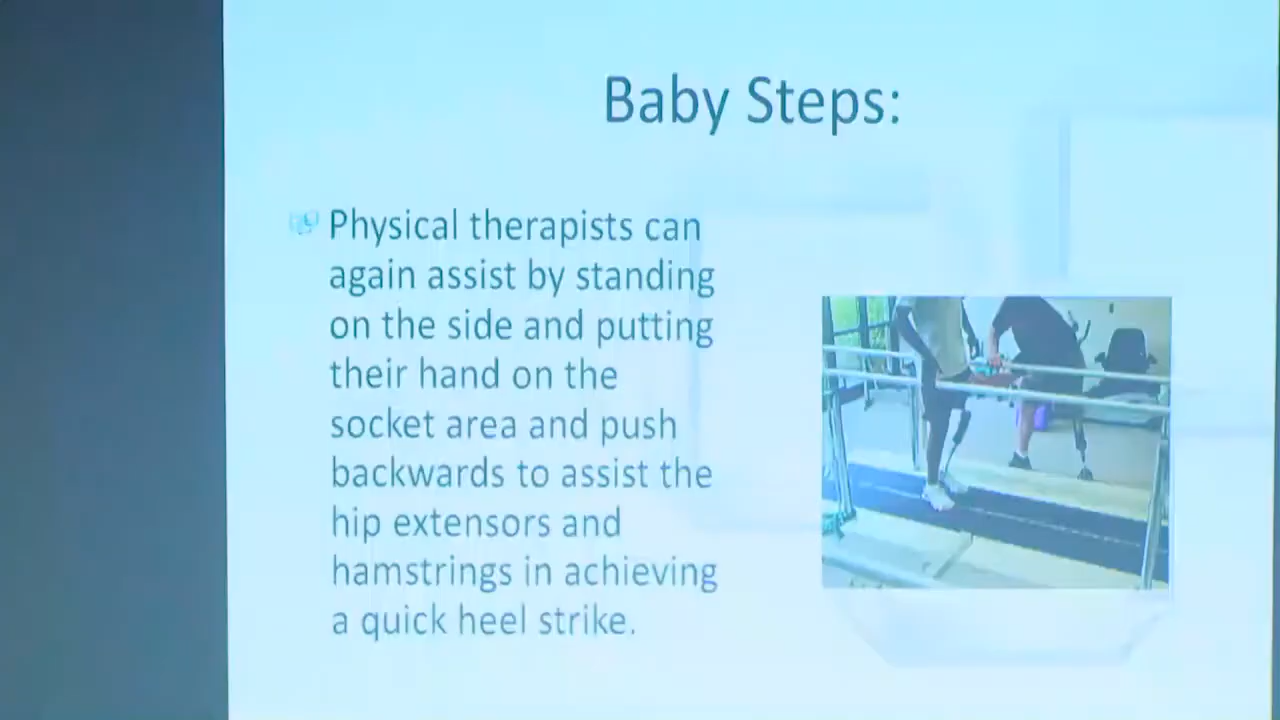 Baby Steps:
Physical therapists can
again assist by standing
on the side and putting
their hand on the
socket area and push
backwards to assist the
hip extensors and
hamstrings in achieving
a quick heel strike.